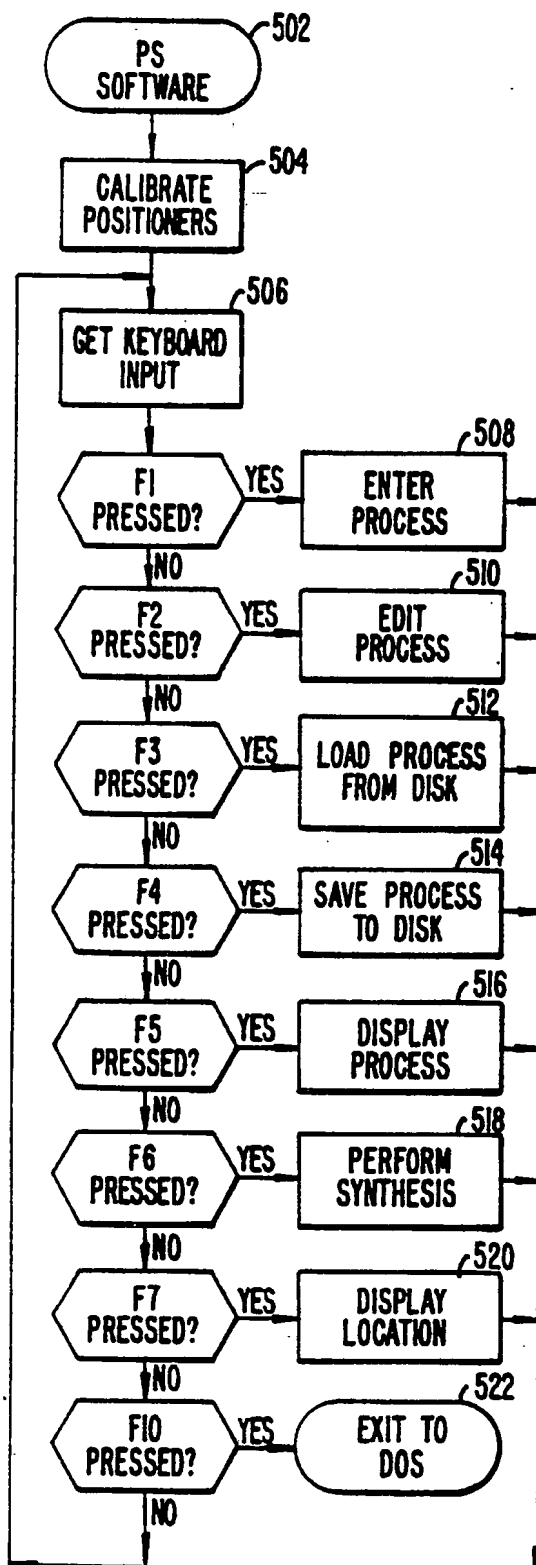 502
PS
SOFTWARE
504
CALIBRATE
POSITIONERS
506
GET KEYBOARD
INPUT
F1
PRESSED?
YES
508
ENTER
PROCESS
NO
F2
PRESSED?
YES
510
EDIT
PROCESS
NO
F3
PRESSED?
YES
512
LOAD PROCESS
FROM DISK
NO
F4
PRESSED?
YES
514
SAVE PROCESS
TO DISK
NO
F5
PRESSED?
YES
516
DISPLAY
PROCESS
NO
F6
PRESSED?
YES
518
PERFORM
SYNTHESIS
NO
F7
PRESSED?
YES
520
DISPLAY
LOCATION
NO
F10
PRESSED?
YES
522
EXIT TO
DOS
NO